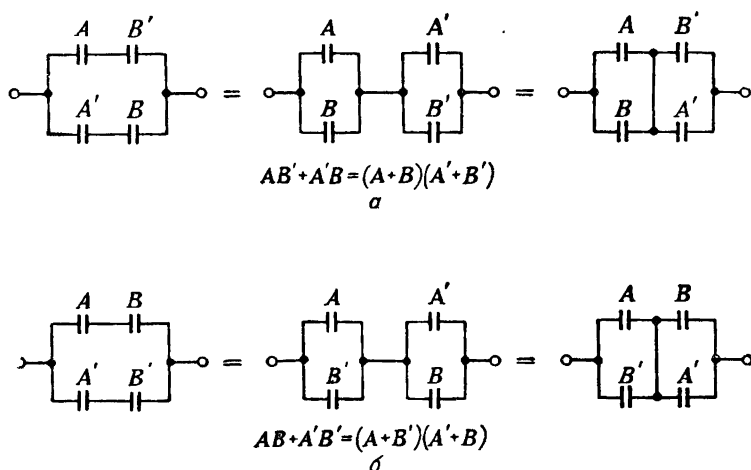 A B' A A' A B'
= =
A' B B B' B A'
AB'+A'B=(A+B)(A'+B')
а
A B A A' A B
= =
A' B' B' B B' A'
AB+A'B'=(A+B')(A'+B)
б